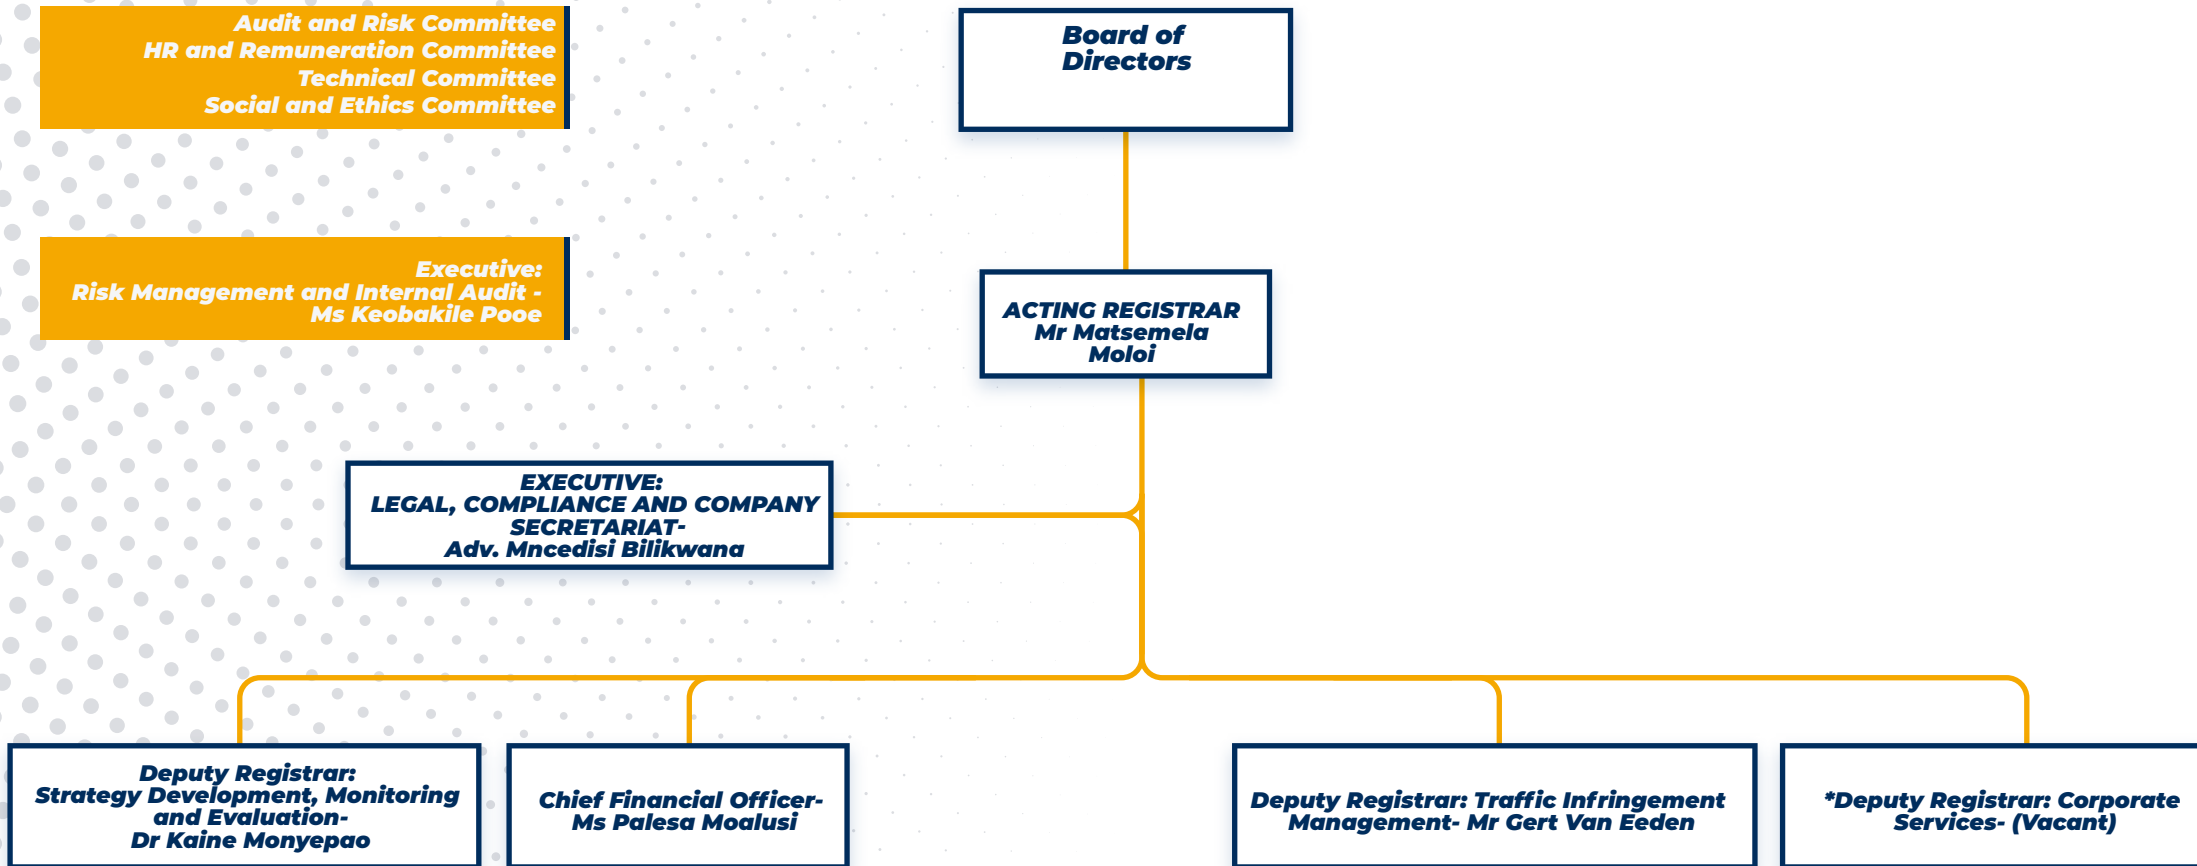 Audit and Risk Committee
HR and Remuneration Committee
Technical Committee
Social and Ethics Committee
Board of
Directors
Executive:
Risk Management and Internal Audit -
Ms Keobakile Pooe
ACTING REGISTRAR
Mr Matsemela
Moloi
EXECUTIVE:
LEGAL, COMPLIANCE AND COMPANY
SECRETARIAT-
Adv. Mncedisi Bilikwana
Deputy Registrar:
Strategy Development, Monitoring
and Evaluation-
Dr Kaine Monyepao
Chief Financial Officer-
Ms Palesa Moalusi
Deputy Registrar: Traffic Infringement
Management- Mr Gert Van Eeden
*Deputy Registrar: Corporate
Services- (Vacant)